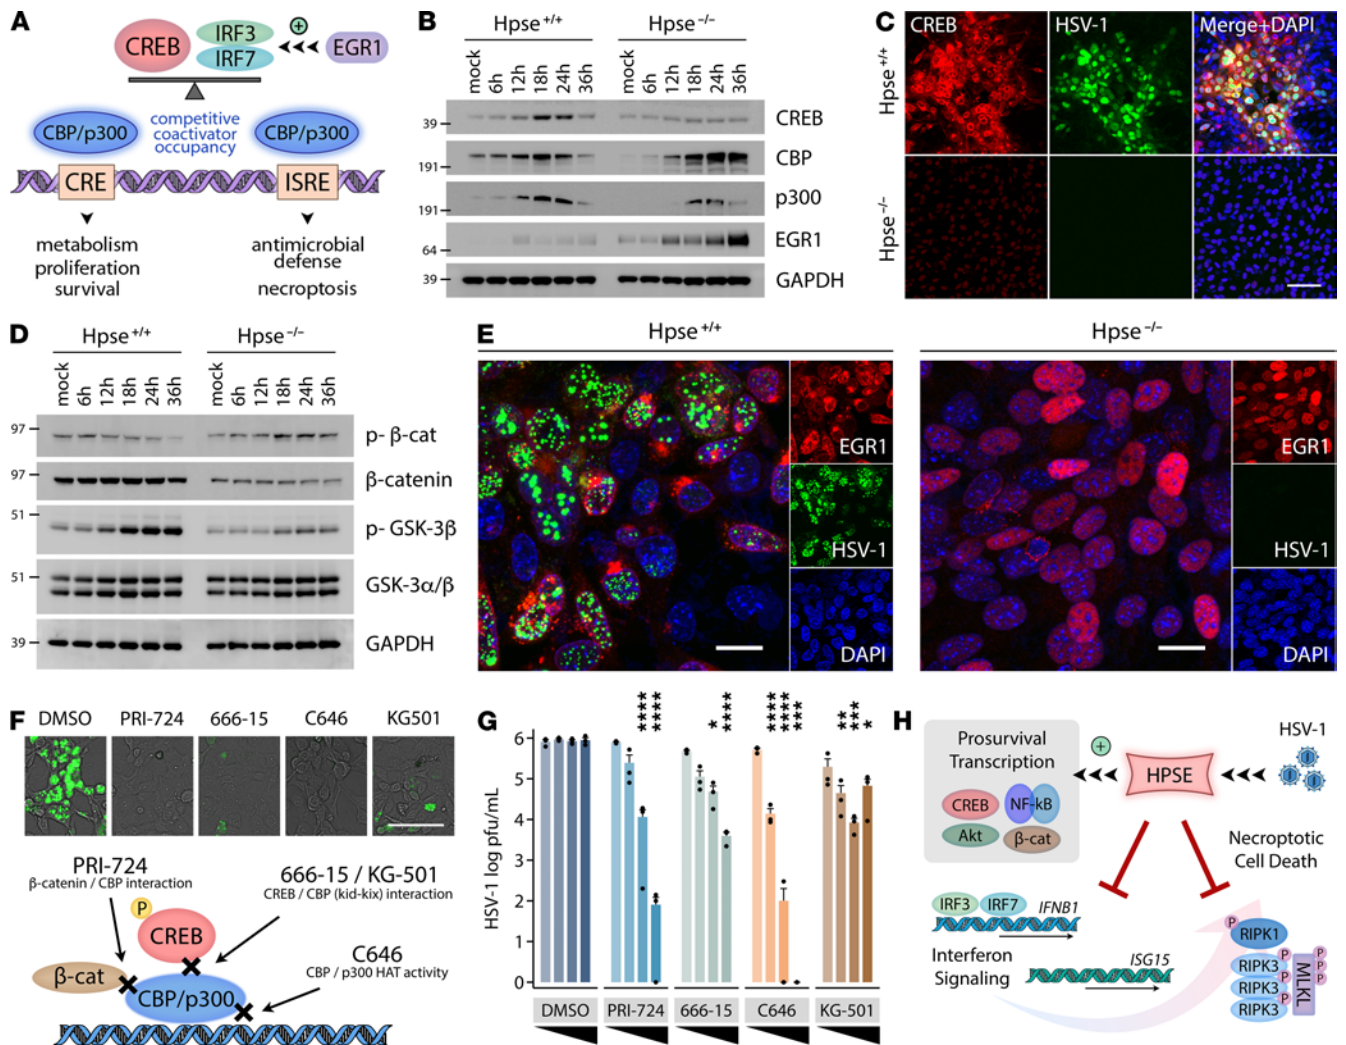 A
CREB
IRF3
IRF7
+
EGR1
CBP/p300
competitive
coactivator
occupancy
CBP/p300
CRE
ISRE
metabolism
proliferation
survival
antimicrobial
defense
necroptosis
B
Hpse+/+
Hpse−/−
mock 6h 12h 18h 24h 36h
mock 6h 12h 18h 24h 36h
39
CREB
191
CBP
191
p300
64
EGR1
39
GAPDH
C
CREB
HSV-1
Merge+DAPI
Hpse+/+
Hpse−/−
D
Hpse+/+
Hpse−/−
mock 6h 12h 18h 24h 36h
mock 6h 12h 18h 24h 36h
97
p- β-cat
97
β-catenin
51
p- GSK-3β
51
GSK-3α/β
39
GAPDH
E
Hpse+/+
Hpse−/−
EGR1
HSV-1
DAPI
EGR1
HSV-1
DAPI
F
DMSO
PRI-724
666-15
C646
KG501
PRI-724
β-catenin / CBP interaction
666-15 / KG-501
CREB / CBP (kid-kix) interaction
P
CREB
C646
CBP / p300 HAT activity
β-cat
CBP/p300
G
HSV-1 log pfu/mL
6
5
4
3
2
1
0
****
****
*
****
****
****
***
**
***
*
DMSO
PRI-724
666-15
C646
KG-501
H
Prosurvival
Transcription
CREB
NF-kB
Akt
β-cat
+
HPSE
HSV-1
Necroptotic
Cell Death
IRF3
IRF7
IFNB1
Interferon
Signaling
ISG15
P
RIPK1
P
RIPK3
P
RIPK3
P
RIPK3
MLKL
P
P
P